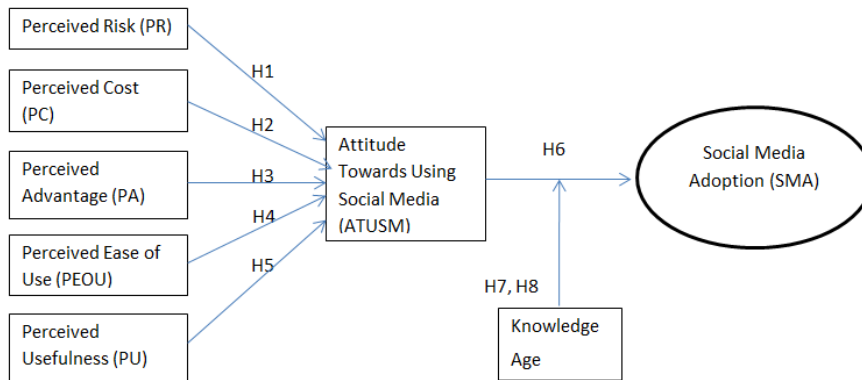 Perceived Risk (PR)
H1
Perceived Cost
(PC)
H2
Perceived
Advantage (PA)
H3
Perceived Ease of
Use (PEOU)
H4
Perceived
Usefulness (PU)
H5
Attitude
Towards Using
Social Media
(ATUSM)
H6
Social Media
Adoption (SMA)
H7, H8
Knowledge
Age